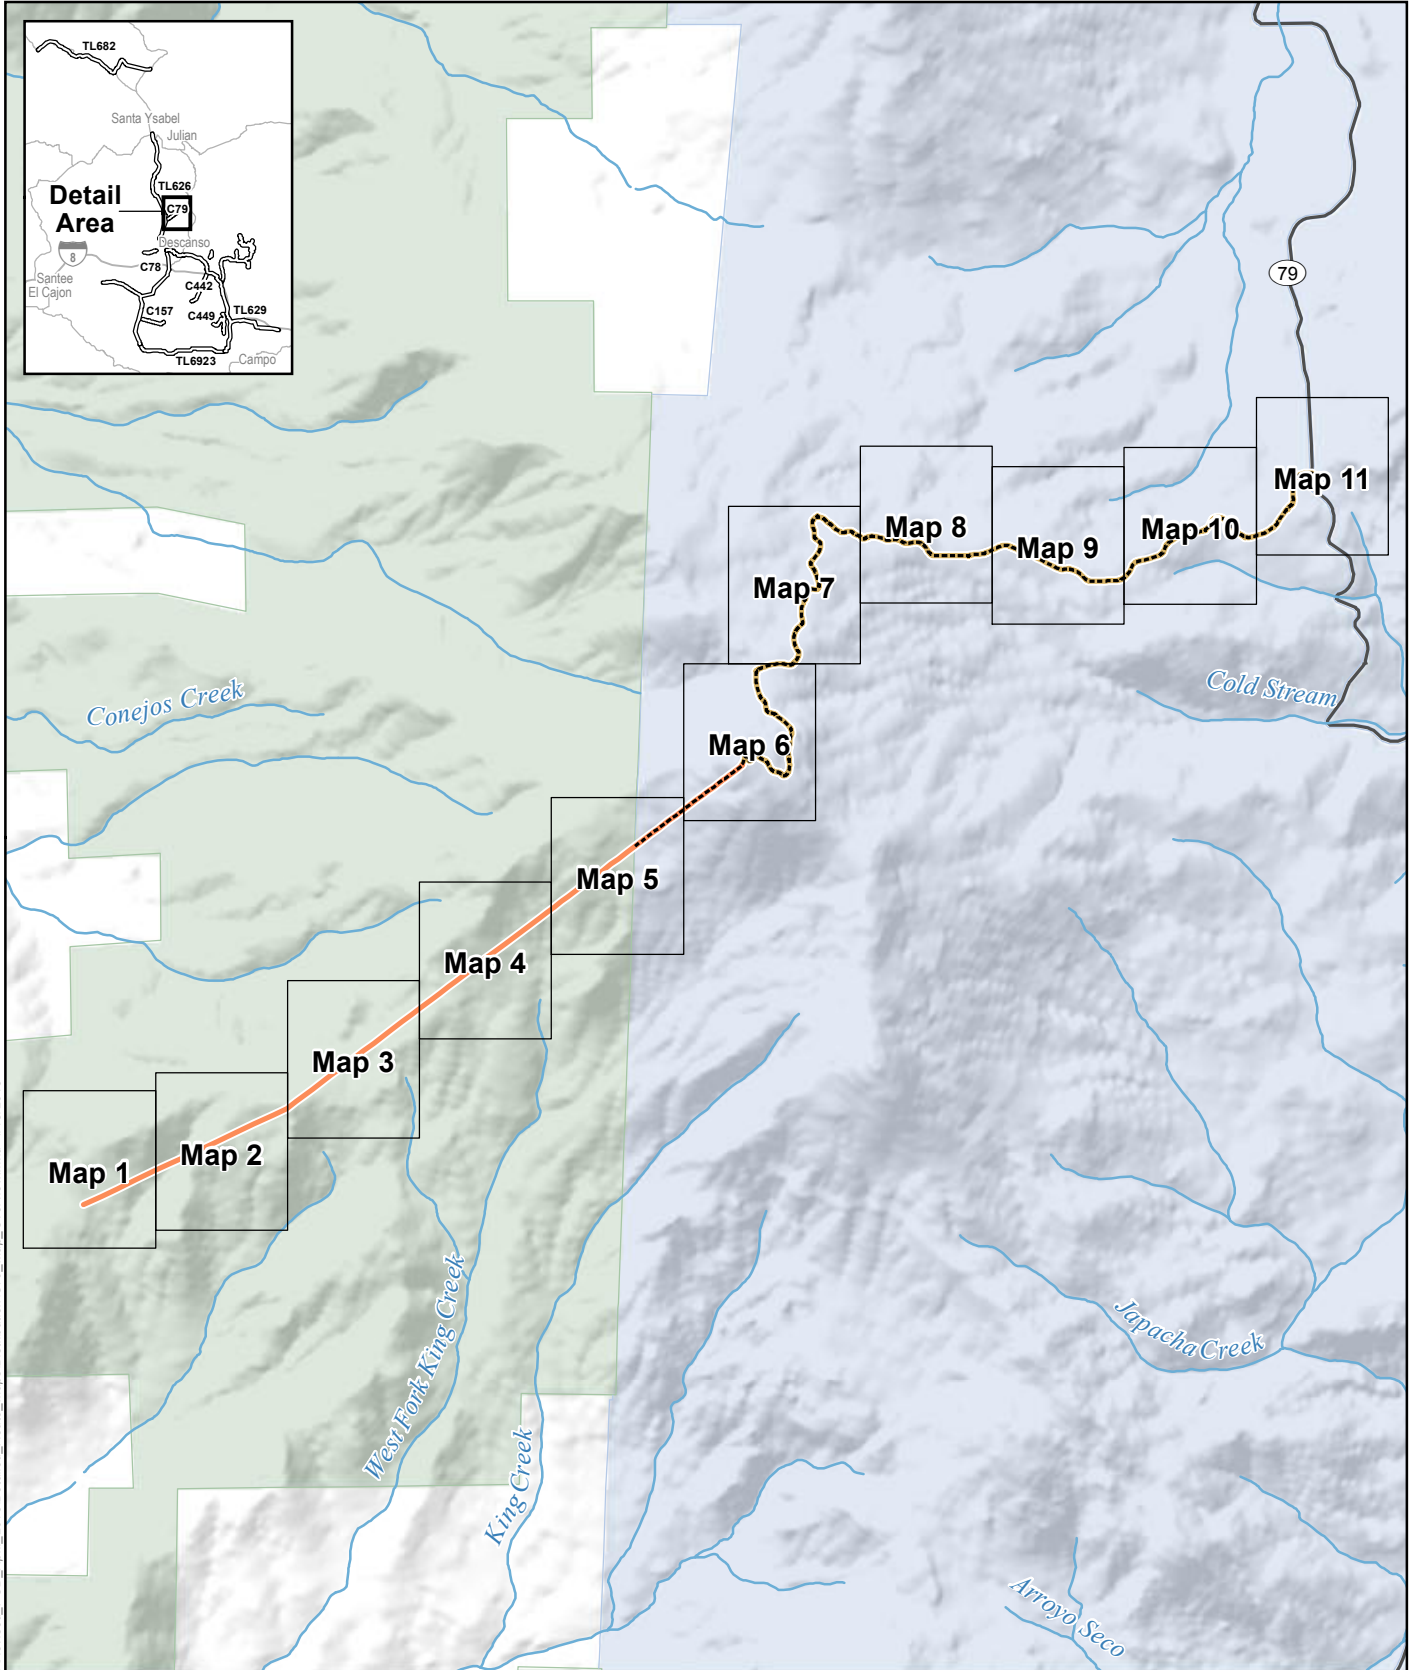 TL682
Santa Ysabel
Julian
TL626
Detail
Area
C79
Descanso
8
C78
Santee
El Cajon
C442
C157
C449
TL629
TL6923
Campo
79
Map 11
Map 8
Map 10
Map 9
Map 7
Cold Stream
Conejos Creek
Map 6
Map 5
Map 4
Map 3
Map 2
Map 1
West Fork King Creek
Japacha Creek
King Creek
Arroyo Seco